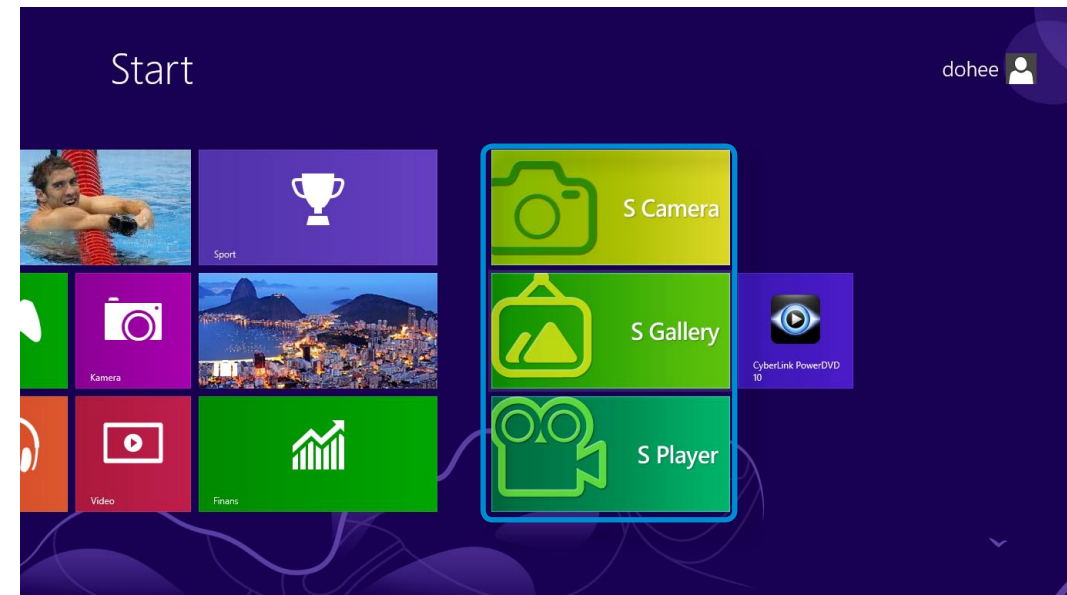 Start
dohee
Sport
S Camera
Kamera
S Gallery
CyberLink PowerDVD
10
Video
Finans
S Player